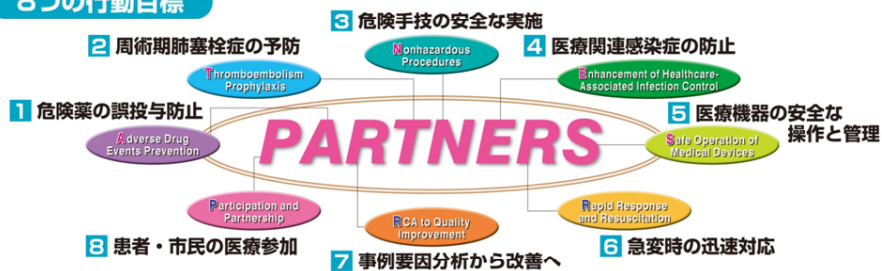 8つの行動目標
3 危険手技の安全な実施
Nonhazardous
Procedures
2 周術期肺塞栓症の予防
Thromboembolism
Prophylaxis
4 医療関連感染症の防止
Enhancement of Healthcare-
Associated Infection Control
1 危険薬の誤投与防止
Adverse Drug
Events Prevention
PARTNERS
5 医療機器の安全な
操作と管理
Safe Operation of
Medical Devices
Participation and
Partnership
8 患者・市民の医療参加
RCA to Quality
Improvement
7 事例要因分析から改善へ
Rapid Response
and Resuscitation
6 急変時の迅速対応